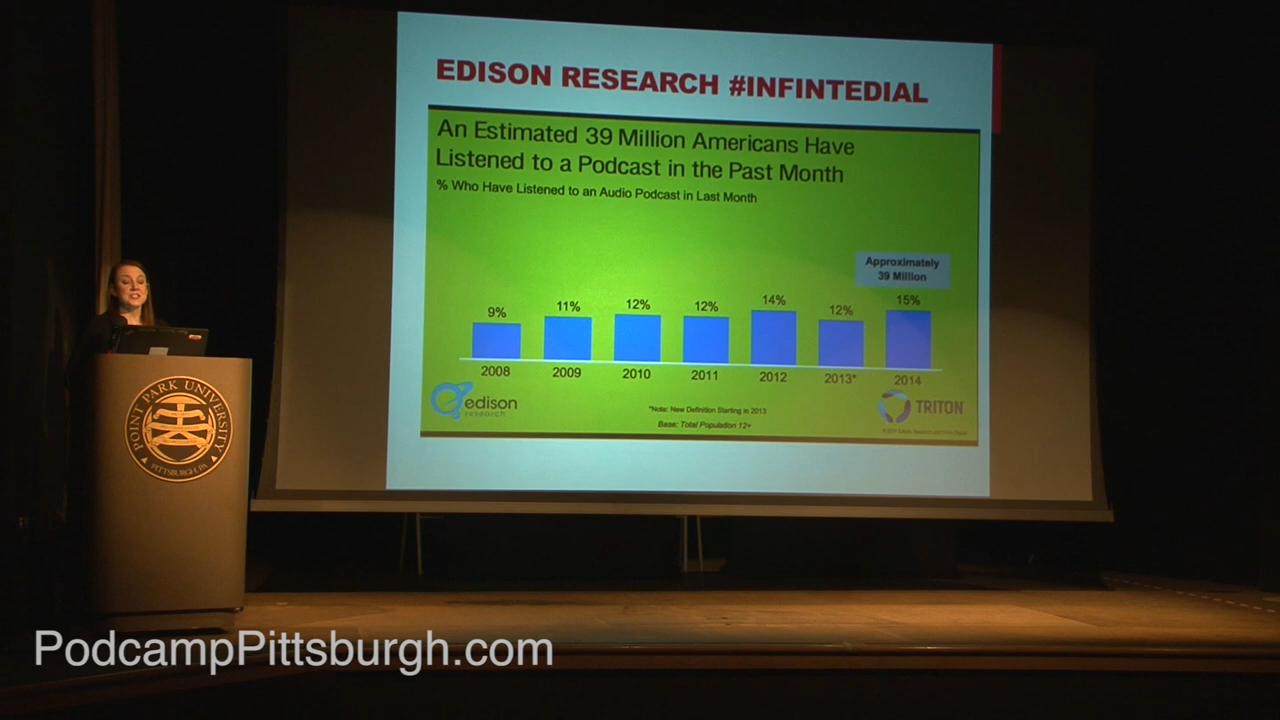 EDISON RESEARCH #INFINTEDIAL
An Estimated 39 Million Americans Have
Listened to a Podcast in the Past Month
% Who Have Listened to an Audio Podcast in Last Month
Approximately
39 Million
9%
11%
12%
12%
14%
12%
15%
2008
2009
2010
2011
2012
2013*
2014
edison
research
*Note: New Definition Starting in 2013
Base: Total Population 12+
TRITON
POINT PARK UNIVERSITY
PITTSBURGH, PA
PodcampPittsburgh.com